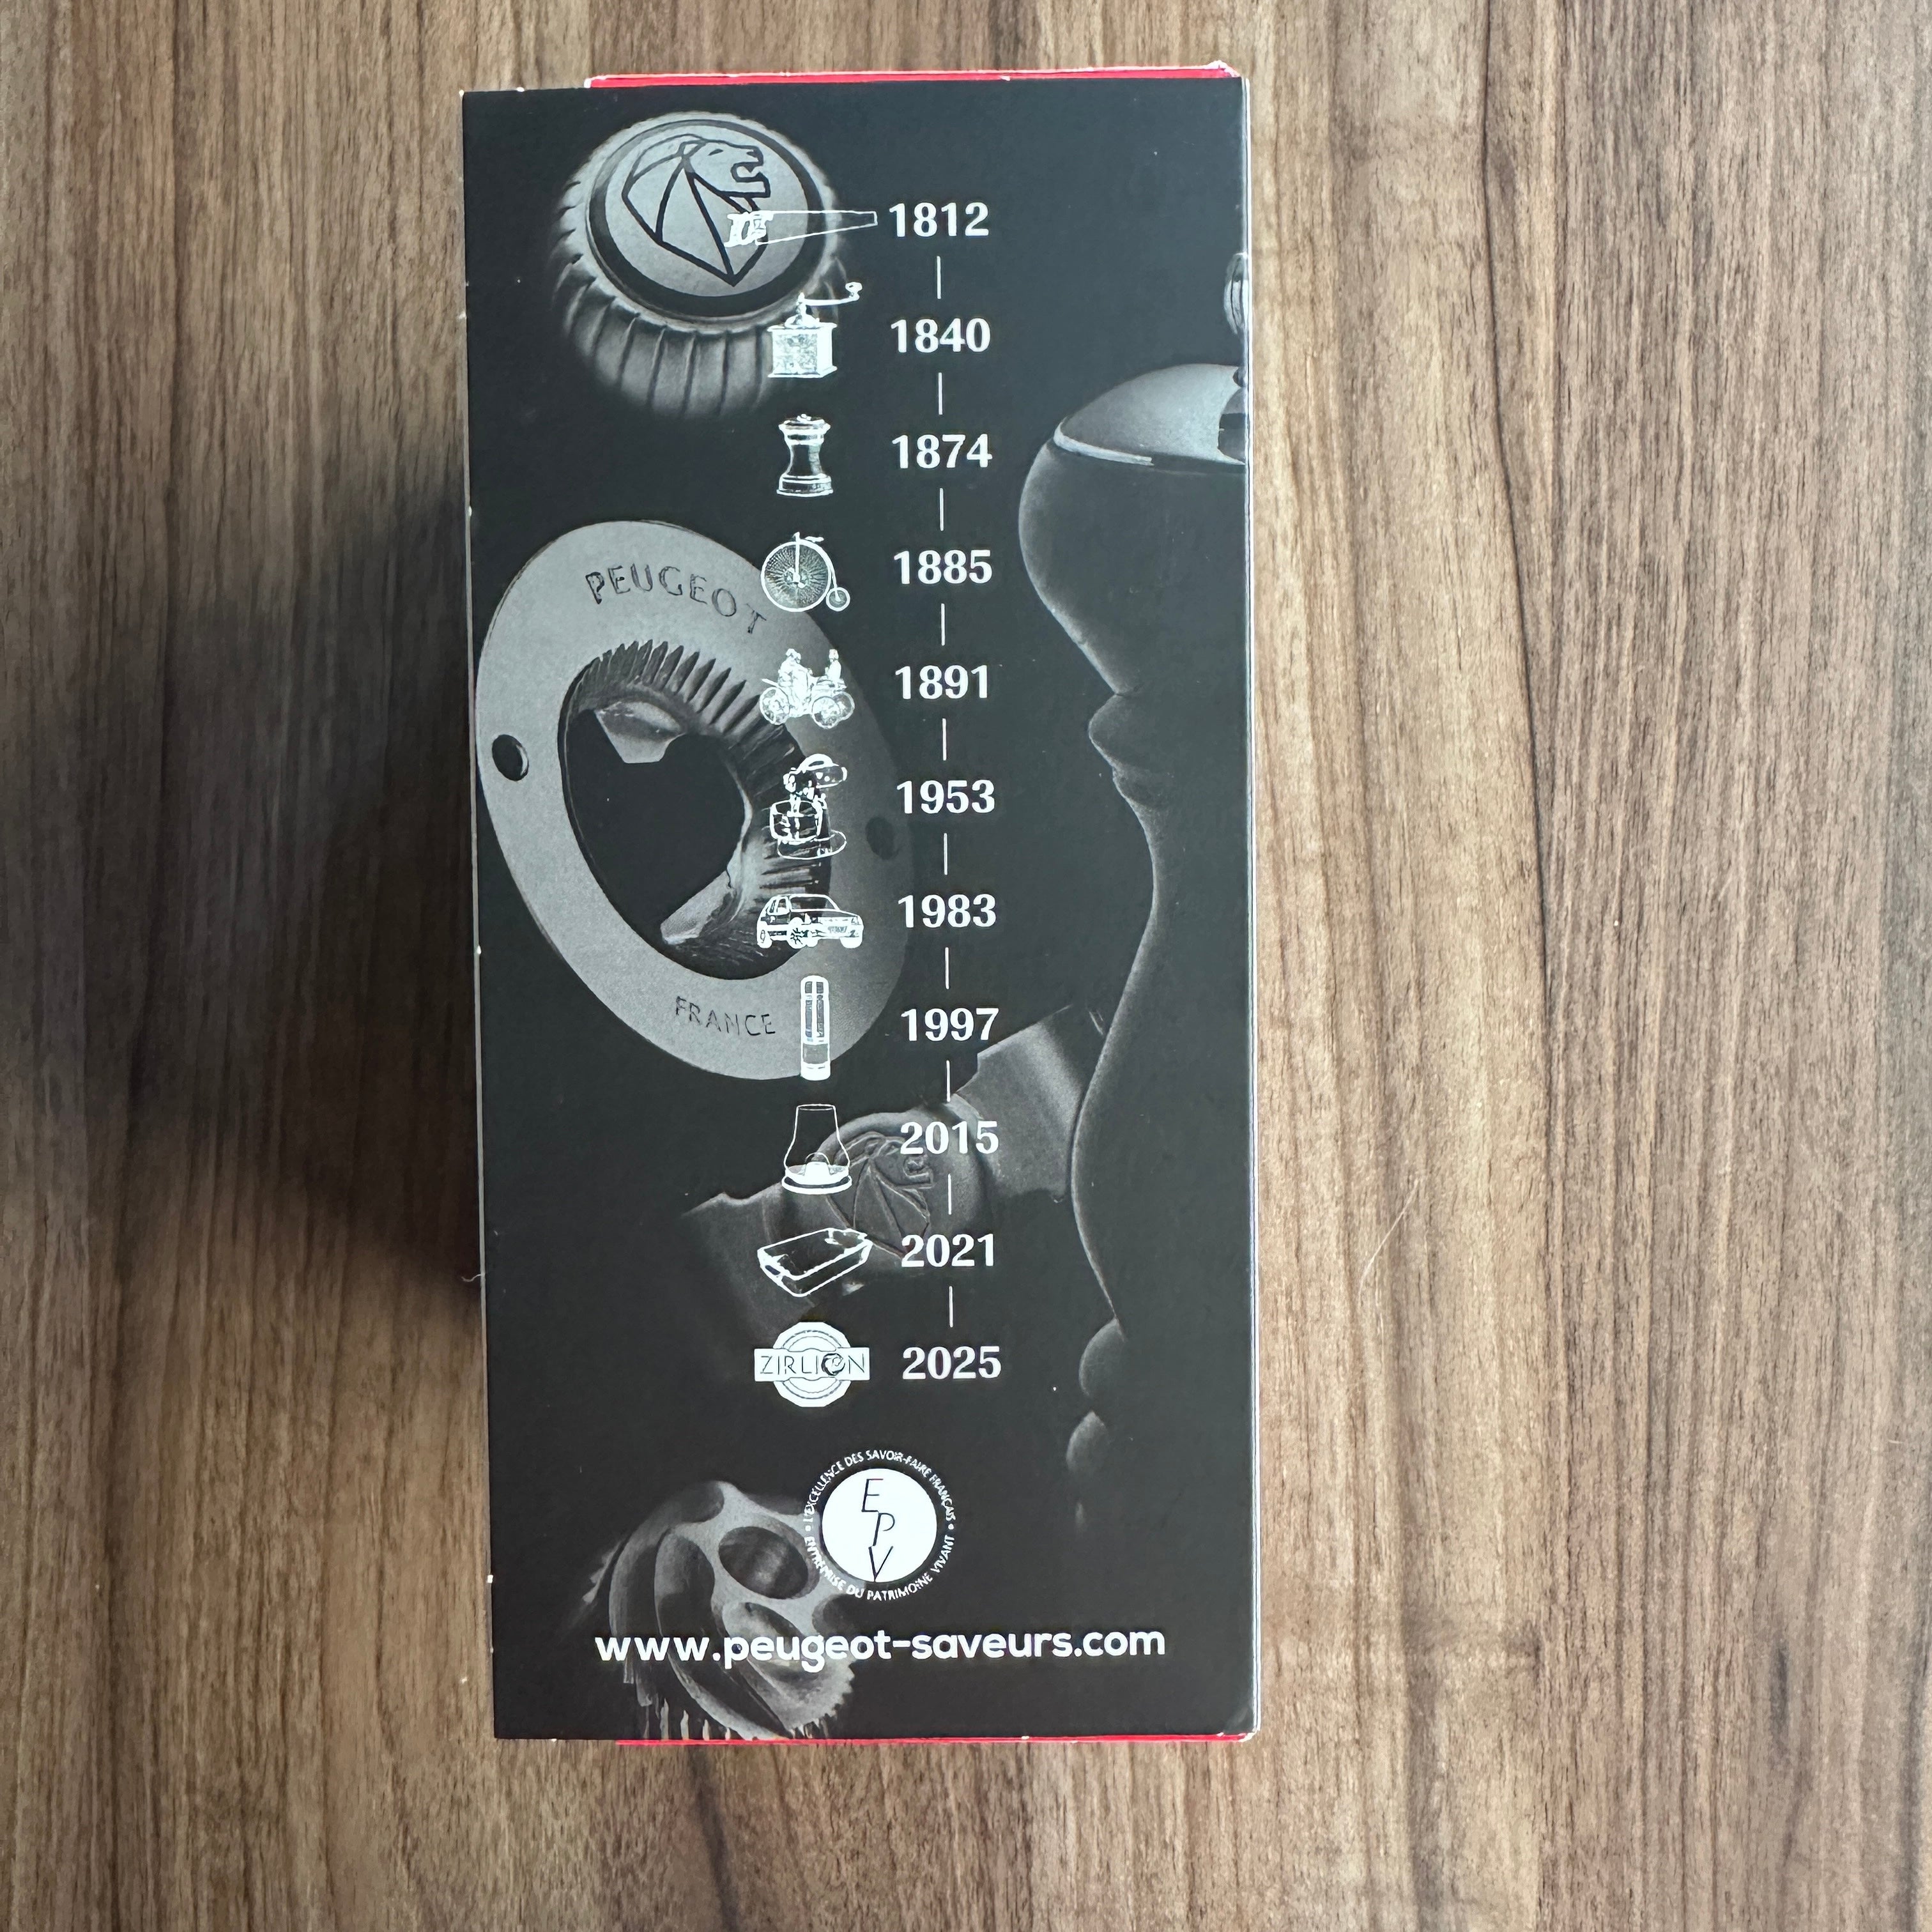 1812
1840
1874
1885
PEUGEOT
1891
1953
1983
FRANCE
1997
2015
2021
ZIRLION
2025
L'EXCELLENCE DES SAVOIR-FAIRE FRANÇAIS
EPV
ENTREPRISE DU PATRIMOINE VIVANT
www.peugeot-saveurs.com